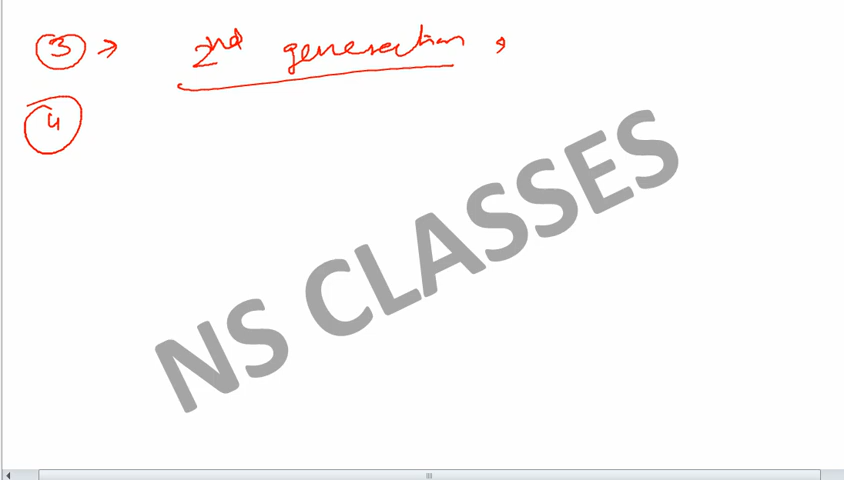 3 → 2nd generation,
4
NS CLASSES